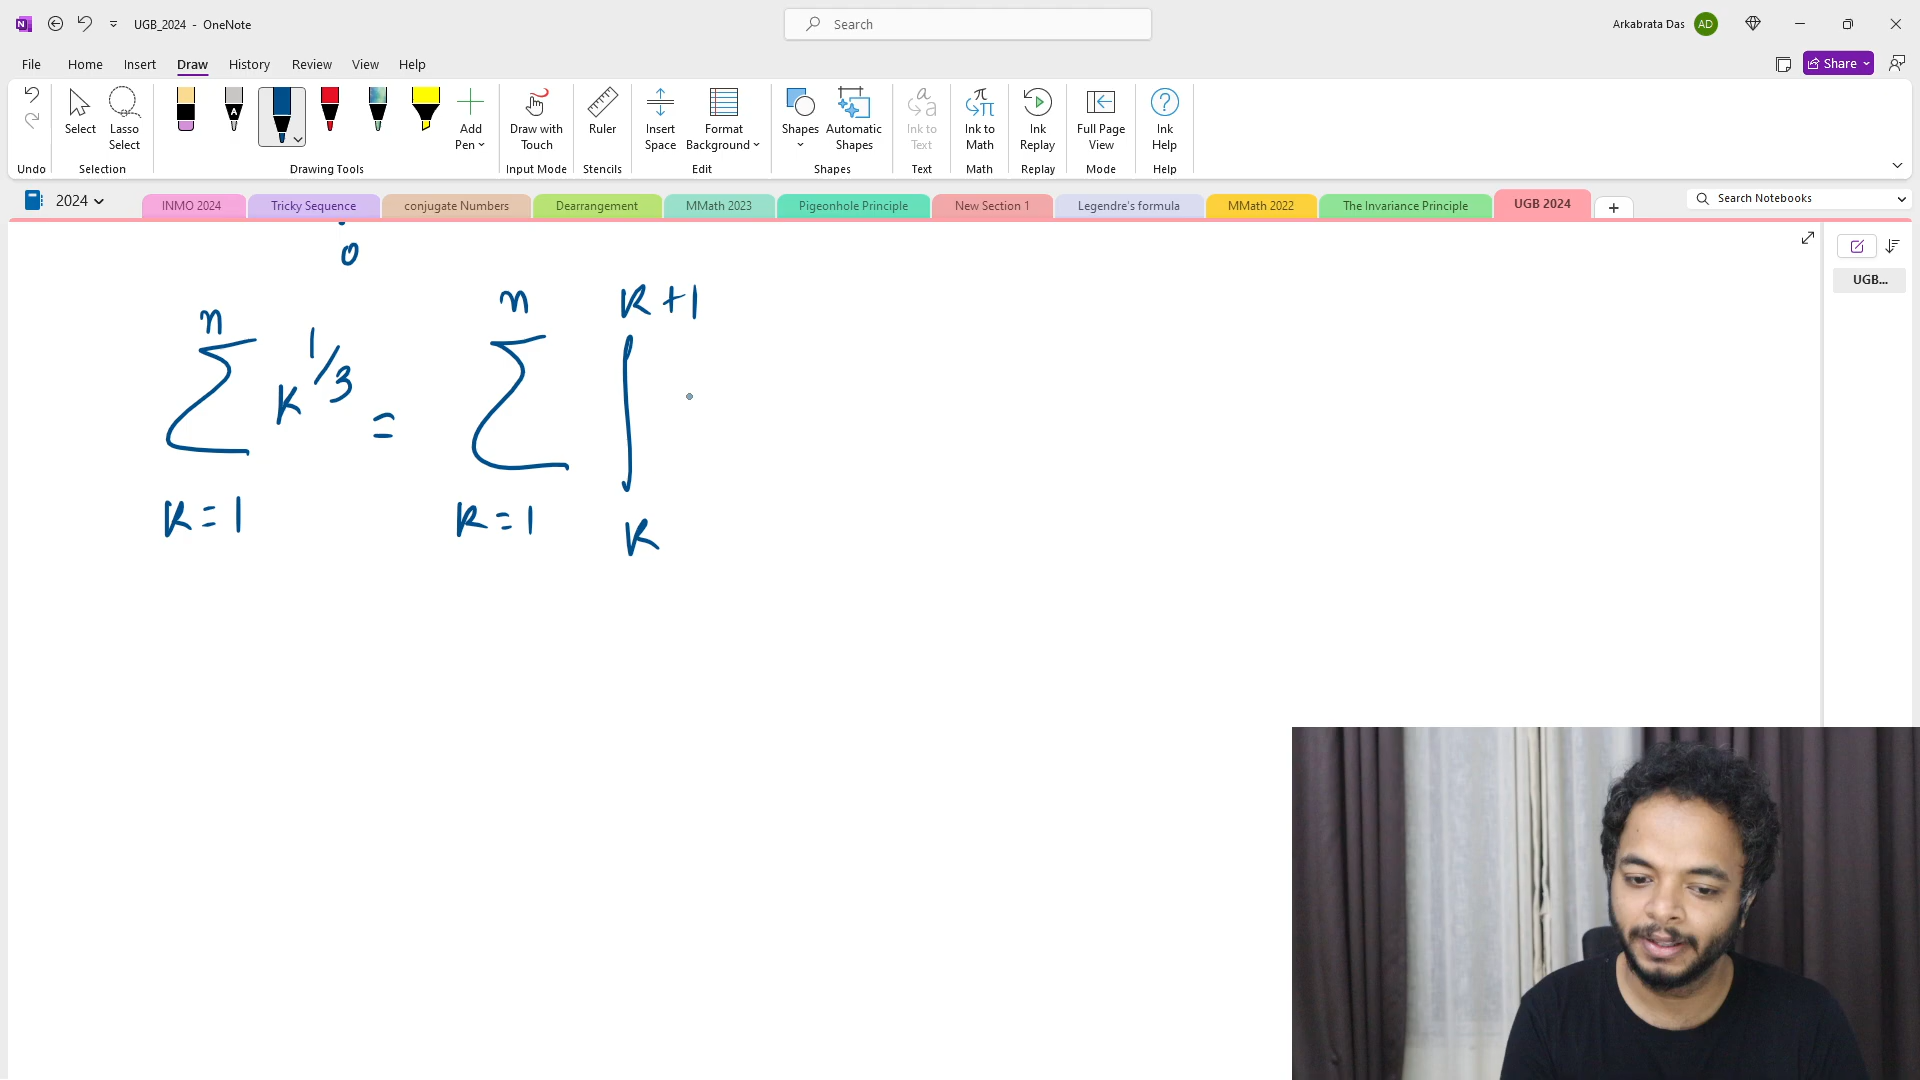 UGB_2024 - OneNote
Search
Arkabrata Das AD
File Home Insert Draw History Review View Help
Share
Select
Lasso Select
Add Pen
Draw with Touch
Ruler
Insert Space
Format Background
Shapes
Automatic Shapes
Ink to Text
Ink to Math
Ink Replay
Full Page View
Ink Help
Undo Selection Drawing Tools Input Mode Stencils Edit Shapes Text Math Replay Mode Help
2024
INMO 2024 Tricky Sequence conjugate Numbers Dearrangement MMath 2023 Pigeonhole Principle New Section 1 Legendre's formula MMath 2022 The Invariance Principle UGB 2024 +
Search Notebooks
UGB...
0
n n K+1
∑ K^1/3 = ∑ ∫
K=1 K=1 K